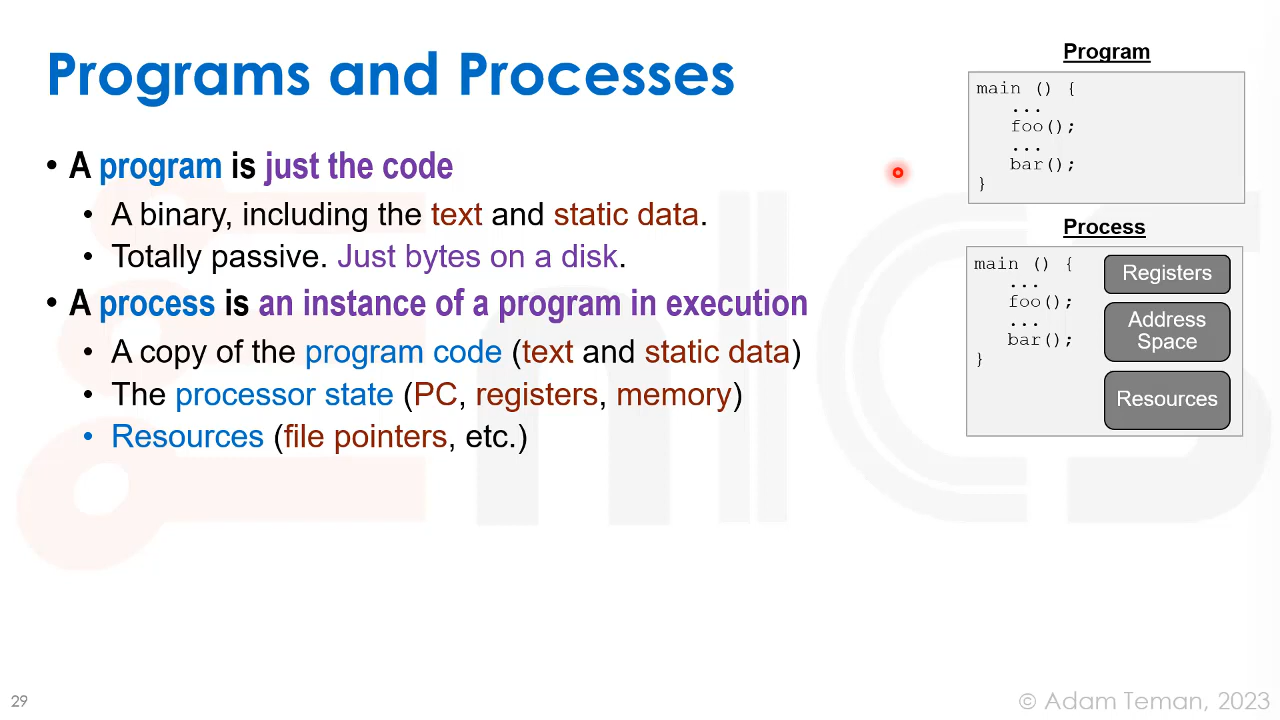 Programs and Processes
• A program is just the code
• A binary, including the text and static data.
• Totally passive. Just bytes on a disk.
• A process is an instance of a program in execution
• A copy of the program code (text and static data)
• The processor state (PC, registers, memory)
• Resources (file pointers, etc.)
Program
main () {
...
foo();
...
bar();
}
Process
main () {
...
foo();
...
bar();
}
Registers
Address
Space
Resources
EnICS
29
© Adam Teman, 2023